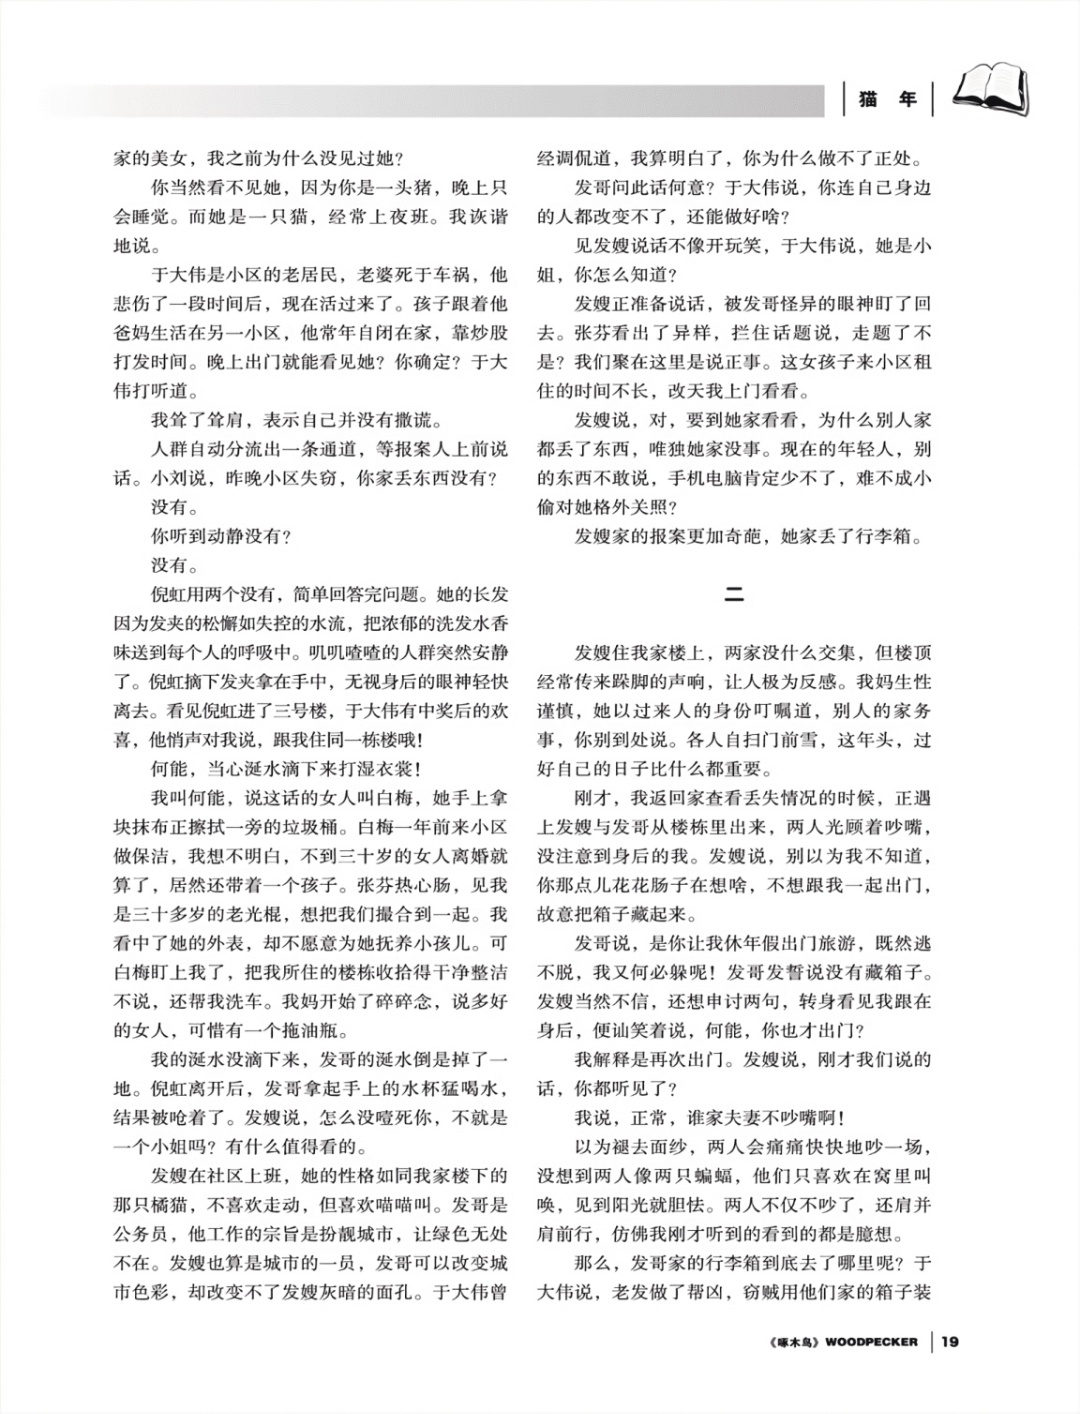 猫 年
家的美女，我之前为什么没见过她？
你当然看不见她，因为你是一头猪，晚上只
会睡觉。而她是一只猫，经常上夜班。我诙谐
地说。
于大伟是小区的老居民，老婆死于车祸，他
悲伤了一段时间后，现在活过来了。孩子跟着他
爸妈生活在另一小区，他常年自闭在家，靠炒股
打发时间。晚上出门就能看见她？你确定？于大
伟打听道。
我耸了耸肩，表示自己并没有撒谎。
人群自动分流出一条通道，等报案人上前说
话。小刘说，昨晚小区失窃，你家丢东西没有？
没有。
你听到动静没有？
没有。
倪虹用两个没有，简单回答完问题。她的长发
因为发夹的松懈如失控的水流，把浓郁的洗发水香
味送到每个人的呼吸中。叽叽喳喳的人群突然安静
了。倪虹摘下发夹拿在手中，无视身后的眼神轻快
离去。看见倪虹进了三号楼，于大伟有中奖后的欢
喜，他悄声对我说，跟我住同一栋楼哦！
何能，当心涎水滴下来打湿衣裳！
我叫何能，说这话的女人叫白梅，她手上拿
块抹布正擦拭一旁的垃圾桶。白梅一年前来小区
做保洁，我想不明白，不到三十岁的女人离婚就
算了，居然还带着一个孩子。张芬热心肠，见我
是三十多岁的老光棍，想把我们撮合到一起。我
看中了她的外表，却不愿意为她抚养小孩儿。可
白梅盯上我了，把我所住的楼栋收拾得干净整洁
不说，还帮我洗车。我妈开始了碎碎念，说多好
的女人，可惜有一个拖油瓶。
我的涎水没滴下来，发哥的涎水倒是掉了一
地。倪虹离开后，发哥拿起手上的水杯猛喝水，
结果被呛着了。发嫂说，怎么没噎死你，不就是
一个小姐吗？有什么值得看的。
发嫂在社区上班，她的性格如同我家楼下的
那只橘猫，不喜欢走动，但喜欢喵喵叫。发哥是
公务员，他工作的宗旨是扮靓城市，让绿色无处
不在。发嫂也算是城市的一员，发哥可以改变城
市色彩，却改变不了发嫂灰暗的面孔。于大伟曾
经调侃道，我算明白了，你为什么做不了正处。
发哥问此话何意？于大伟说，你连自己身边
的人都改变不了，还能做好啥？
见发嫂说话不像开玩笑，于大伟说，她是小
姐，你怎么知道？
发嫂正准备说话，被发哥怪异的眼神盯了回
去。张芬看出了异样，拦住话题说，走题了不
是？我们聚在这里是说正事。这女孩子来小区租
住的时间不长，改天我上门看看。
发嫂说，对，要到她家看看，为什么别人家
都丢了东西，唯独她家没事。现在的年轻人，别
的东西不敢说，手机电脑肯定少不了，难不成小
偷对她格外关照？
发嫂家的报案更加奇葩，她家丢了行李箱。
二
发嫂住我家楼上，两家没什么交集，但楼顶
经常传来跺脚的声响，让人极为反感。我妈生性
谨慎，她以过来人的身份叮嘱道，别人的家务
事，你别到处说。各人自扫门前雪，这年头，过
好自己的日子比什么都重要。
刚才，我返回家查看丢失情况的时候，正遇
上发嫂与发哥从楼栋里出来，两人光顾着吵嘴，
没注意到身后的我。发嫂说，别以为我不知道，
你那点儿花花肠子在想啥，不想跟我一起出门，
故意把箱子藏起来。
发哥说，是你让我休年假出门旅游，既然逃
不脱，我又何必躲呢！发哥发誓说没有藏箱子。
发嫂当然不信，还想申讨两句，转身看见我跟在
身后，便讪笑着说，何能，你也才出门？
我解释是再次出门。发嫂说，刚才我们说的
话，你都听见了？
我说，正常，谁家夫妻不吵嘴啊！
以为褪去面纱，两人会痛痛快快地吵一场，
没想到两人像两只蝙蝠，他们只喜欢在窝里叫
唤，见到阳光就胆怯。两人不仅不吵了，还肩并
肩前行，仿佛我刚才听到的看到的都是臆想。
那么，发哥家的行李箱到底去了哪里呢？于
大伟说，老发做了帮凶，窃贼用他们家的箱子装
《啄木鸟》WOODPECKER 19